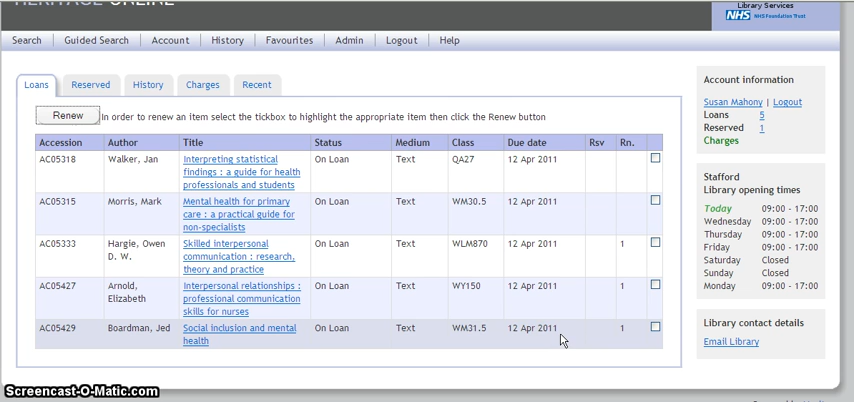 HERITAGE ONLINE
Library Services
NHS NHS Foundation Trust
Search Guided Search Account History Favourites Admin Logout Help
Loans Reserved History Charges Recent
Renew In order to renew an item select the tickbox to highlight the appropriate item then click the Renew button
Accession Author Title Status Medium Class Due date Rsv Rn.
AC05318 Walker, Jan Interpreting statistical On Loan Text QA27 12 Apr 2011
findings : a guide for health
professionals and students
AC05315 Morris, Mark Mental health for primary On Loan Text WM30.5 12 Apr 2011
care : a practical guide for
non-specialists
AC05333 Hargie, Owen Skilled interpersonal On Loan Text WLM870 12 Apr 2011 1
D. W. communication : research,
theory and practice
AC05427 Arnold, Interpersonal relationships : On Loan Text WY150 12 Apr 2011 1
Elizabeth professional communication
skills for nurses
AC05429 Boardman, Jed Social inclusion and mental On Loan Text WM31.5 12 Apr 2011 1
health
Account information
Susan Mahony | Logout
Loans 5
Reserved 1
Charges
Stafford
Library opening times
Today 09:00 - 17:00
Wednesday 09:00 - 17:00
Thursday 09:00 - 17:00
Friday 09:00 - 17:00
Saturday Closed
Sunday Closed
Monday 09:00 - 17:00
Library contact details
Email Library
Screencast-O-Matic.com